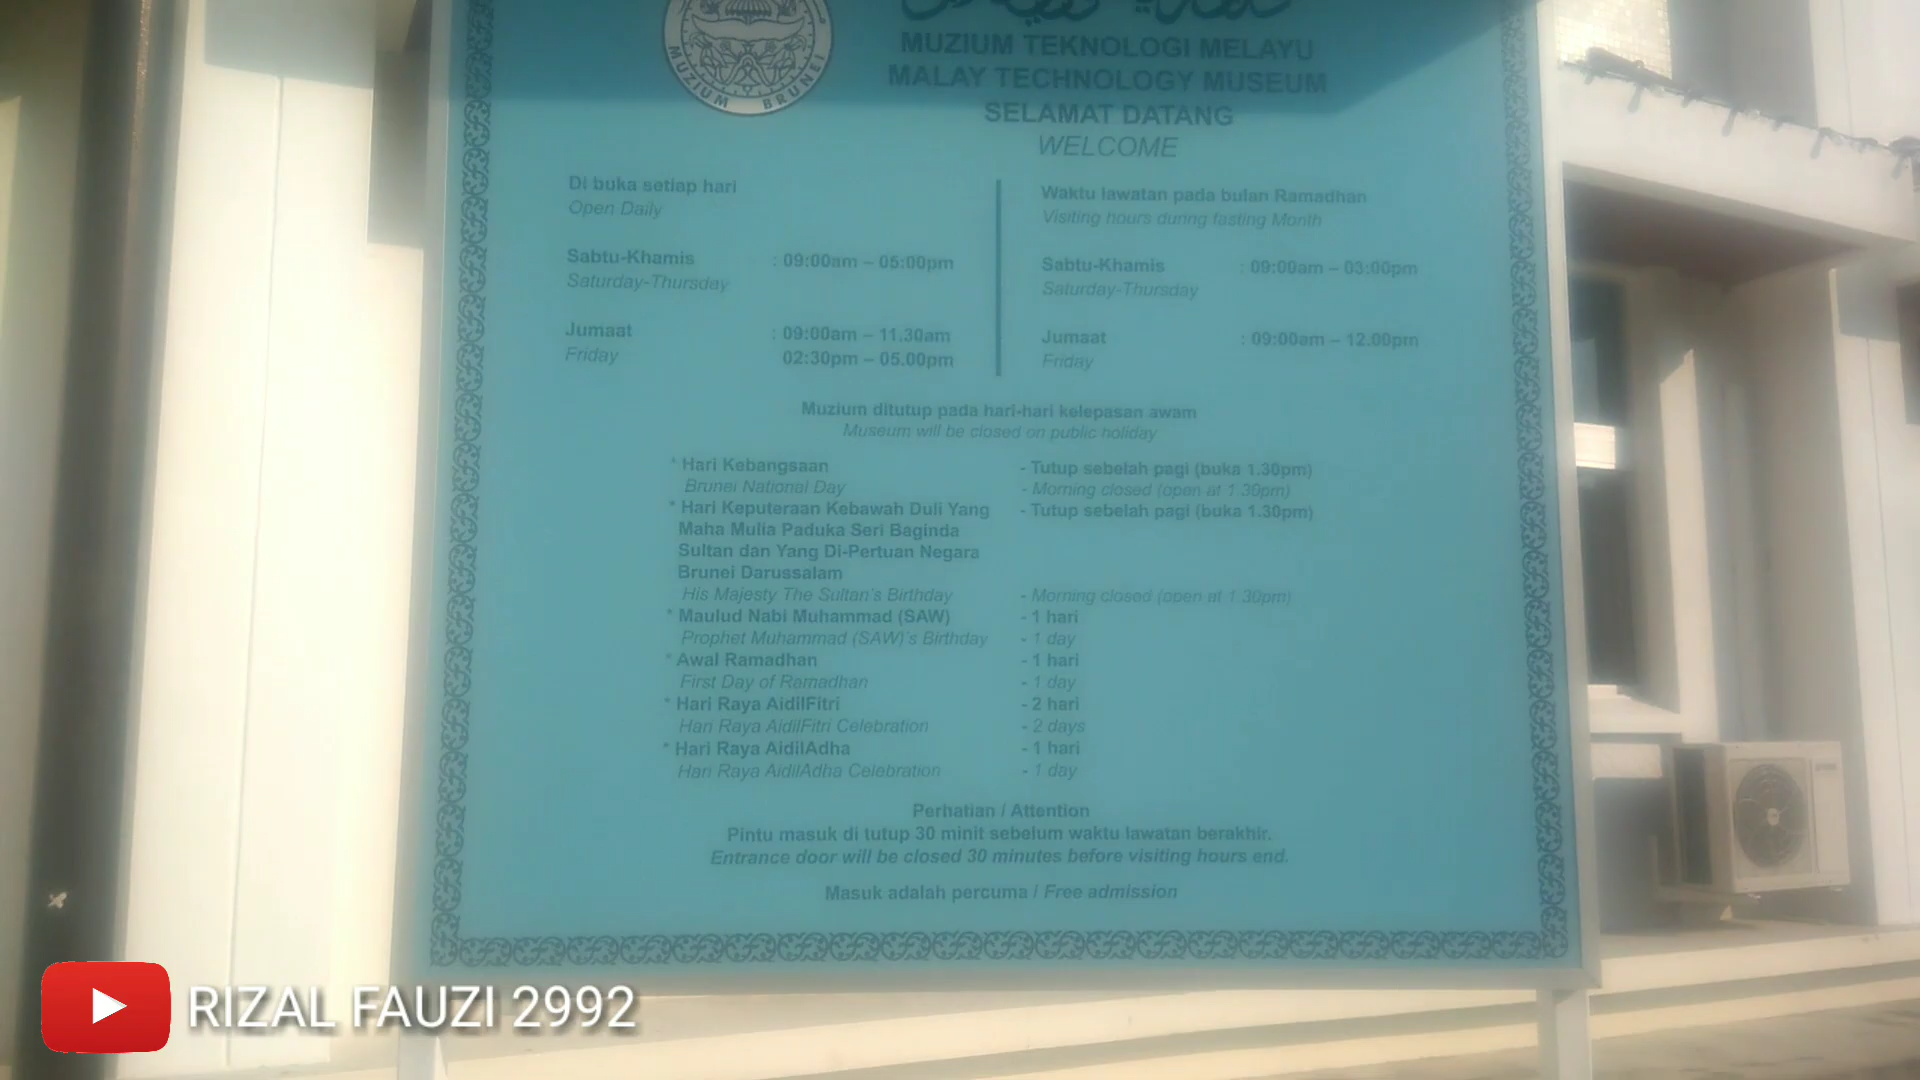 MUZIUM BRUNEI
MUZIUM TEKNOLOGI MELAYU
MALAY TECHNOLOGY MUSEUM
SELAMAT DATANG
WELCOME
Di buka setiap hari
Open Daily
Sabtu-Khamis : 09:00am – 05:00pm
Saturday-Thursday
Jumaat : 09:00am – 11.30am
Friday 02:30pm – 05.00pm
Waktu lawatan pada bulan Ramadhan
Visiting hours during fasting Month
Sabtu-Khamis : 09:00am – 03:00pm
Saturday-Thursday
Jumaat : 09:00am – 12.00pm
Friday
Muzium ditutup pada hari-hari kelepasan awam
Museum will be closed on public holiday
* Hari Kebangsaan - Tutup sebelah pagi (buka 1.30pm)
Brunei National Day - Morning closed (open at 1.30pm)
* Hari Keputeraan Kebawah Duli Yang - Tutup sebelah pagi (buka 1.30pm)
Maha Mulia Paduka Seri Baginda
Sultan dan Yang Di-Pertuan Negara
Brunei Darussalam
His Majesty The Sultan's Birthday - Morning closed (open at 1.30pm)
* Maulud Nabi Muhammad (SAW) - 1 hari
Prophet Muhammad (SAW)'s Birthday - 1 day
* Awal Ramadhan - 1 hari
First Day of Ramadhan - 1 day
* Hari Raya AidilFitri - 2 hari
Hari Raya AidilFitri Celebration - 2 days
* Hari Raya AidilAdha - 1 hari
Hari Raya AidilAdha Celebration - 1 day
Perhatian / Attention
Pintu masuk di tutup 30 minit sebelum waktu lawatan berakhir.
Entrance door will be closed 30 minutes before visiting hours end.
Masuk adalah percuma / Free admission
RIZAL FAUZI 2992